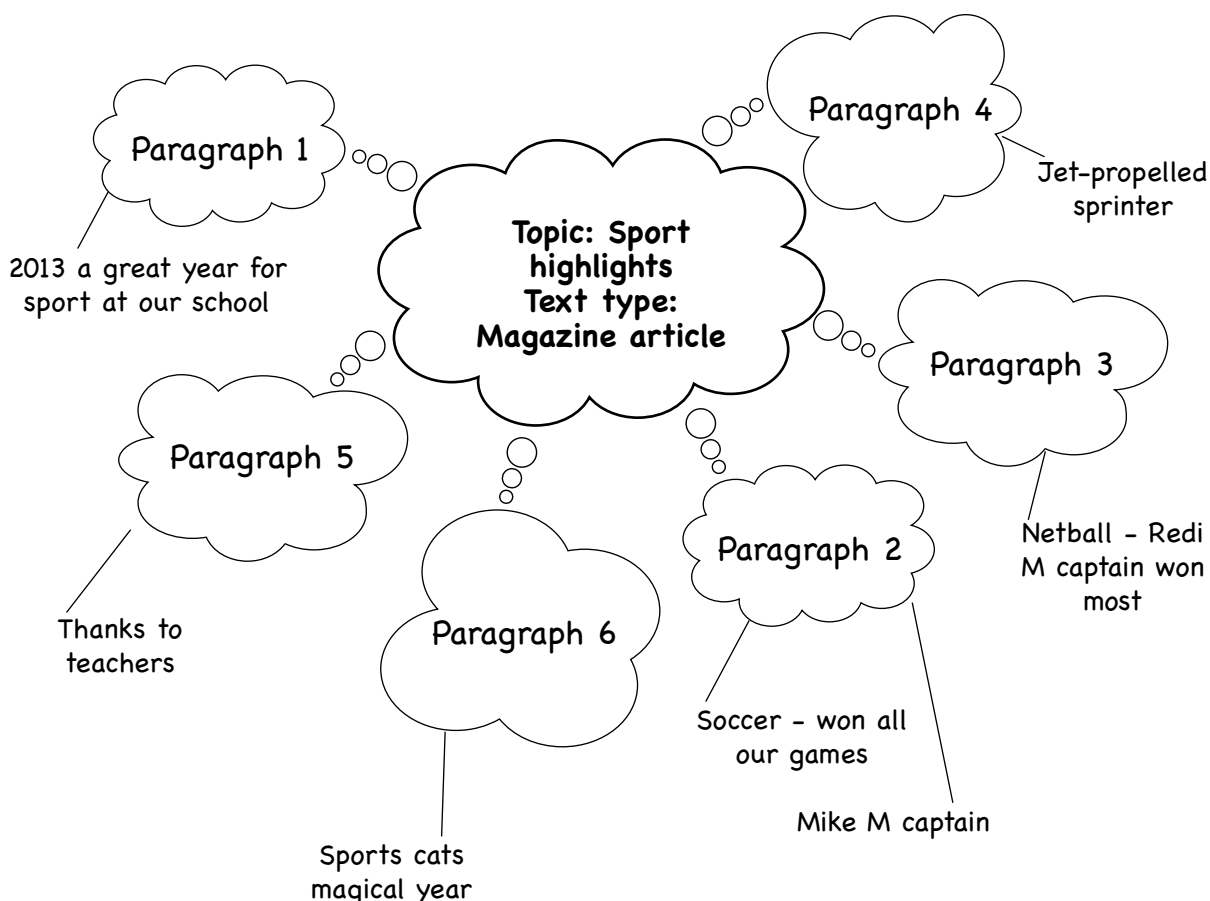 Topic: Sport
highlights
Text type:
Magazine article
Paragraph 1
2013 a great year for
sport at our school
Paragraph 2
Soccer - won all
our games
Mike M captain
Paragraph 3
Netball - Redi
M captain won
most
Paragraph 4
Jet-propelled
sprinter
Paragraph 5
Thanks to
teachers
Paragraph 6
Sports cats
magical year